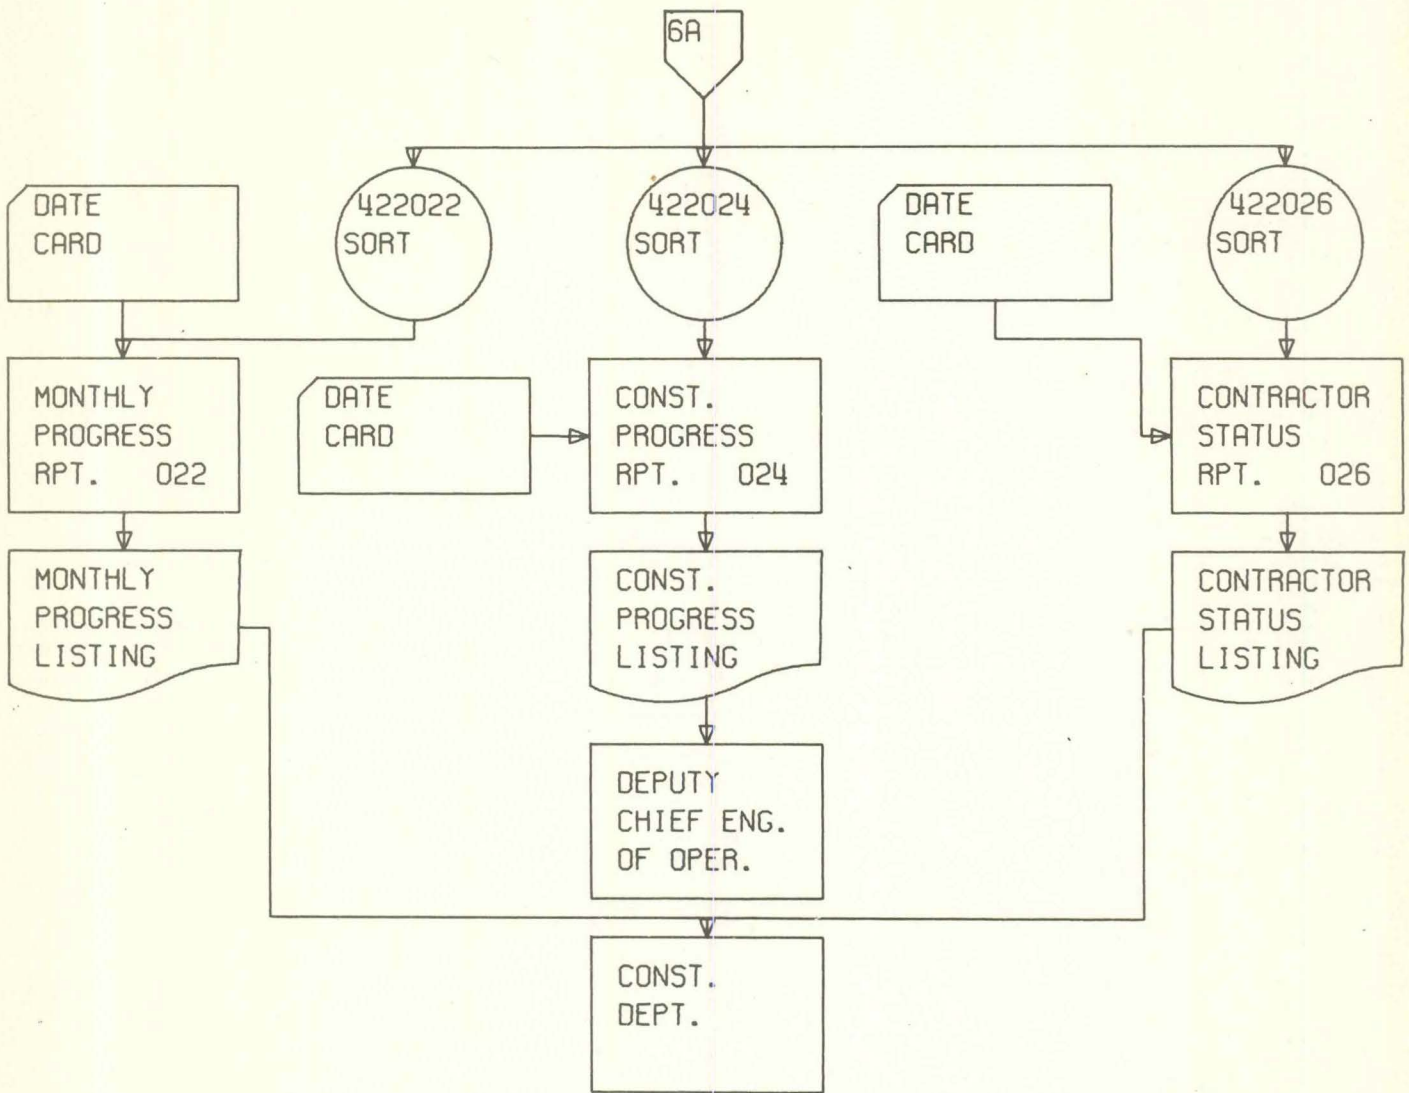 6A
DATE
CARD
422022
SORT
422024
SORT
DATE
CARD
422026
SORT
MONTHLY
PROGRESS
RPT. 022
DATE
CARD
CONST.
PROGRESS
RPT. 024
CONTRACTOR
STATUS
RPT. 026
MONTHLY
PROGRESS
LISTING
CONST.
PROGRESS
LISTING
CONTRACTOR
STATUS
LISTING
DEPUTY
CHIEF ENG.
OF OPER.
CONST.
DEPT.